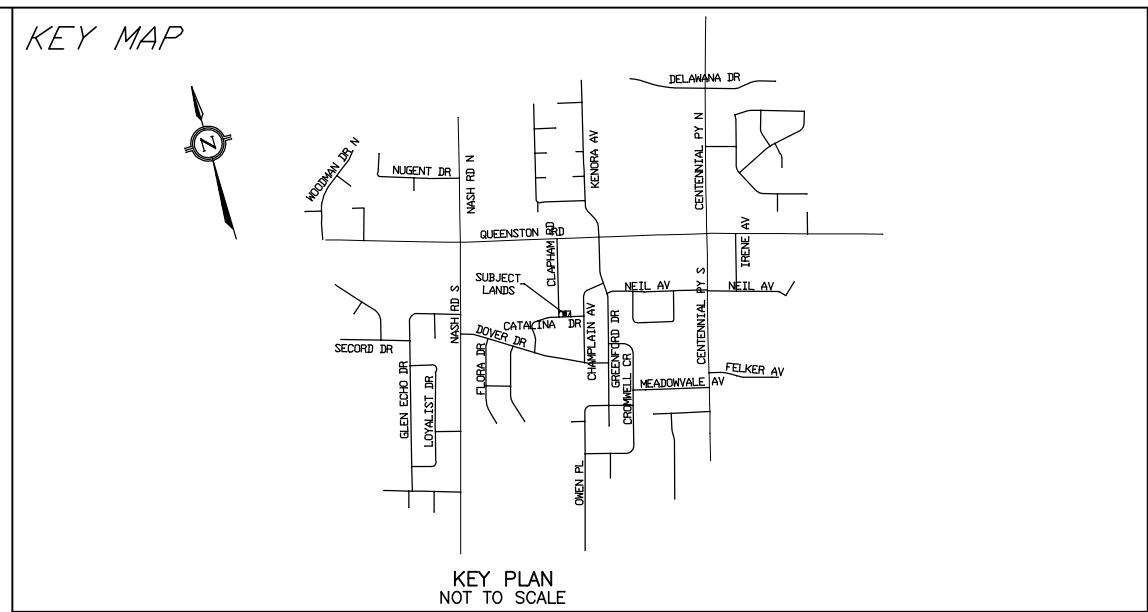 KEY MAP
DELAWANA DR
N
WOODMAN DR N
NUGENT DR
NASH RD N
KENORA AV
CENTENNIAL PY N
QUEENSTON RD
CLAPHAM RD
IRENE AV
SUBJECT
LANDS
NEIL AV
NEIL AV
NASH RD S
CATALINA DR
DOVER DR
CHAMPLAIN AV
GREENFORD DR
CENTENNIAL PY S
SECORD DR
FLORA DR
FELKER AV
MEADOWVALE AV
CROMWELL CR
GLEN ECHO DR
LOYALIST DR
OWEN PL
KEY PLAN
NOT TO SCALE